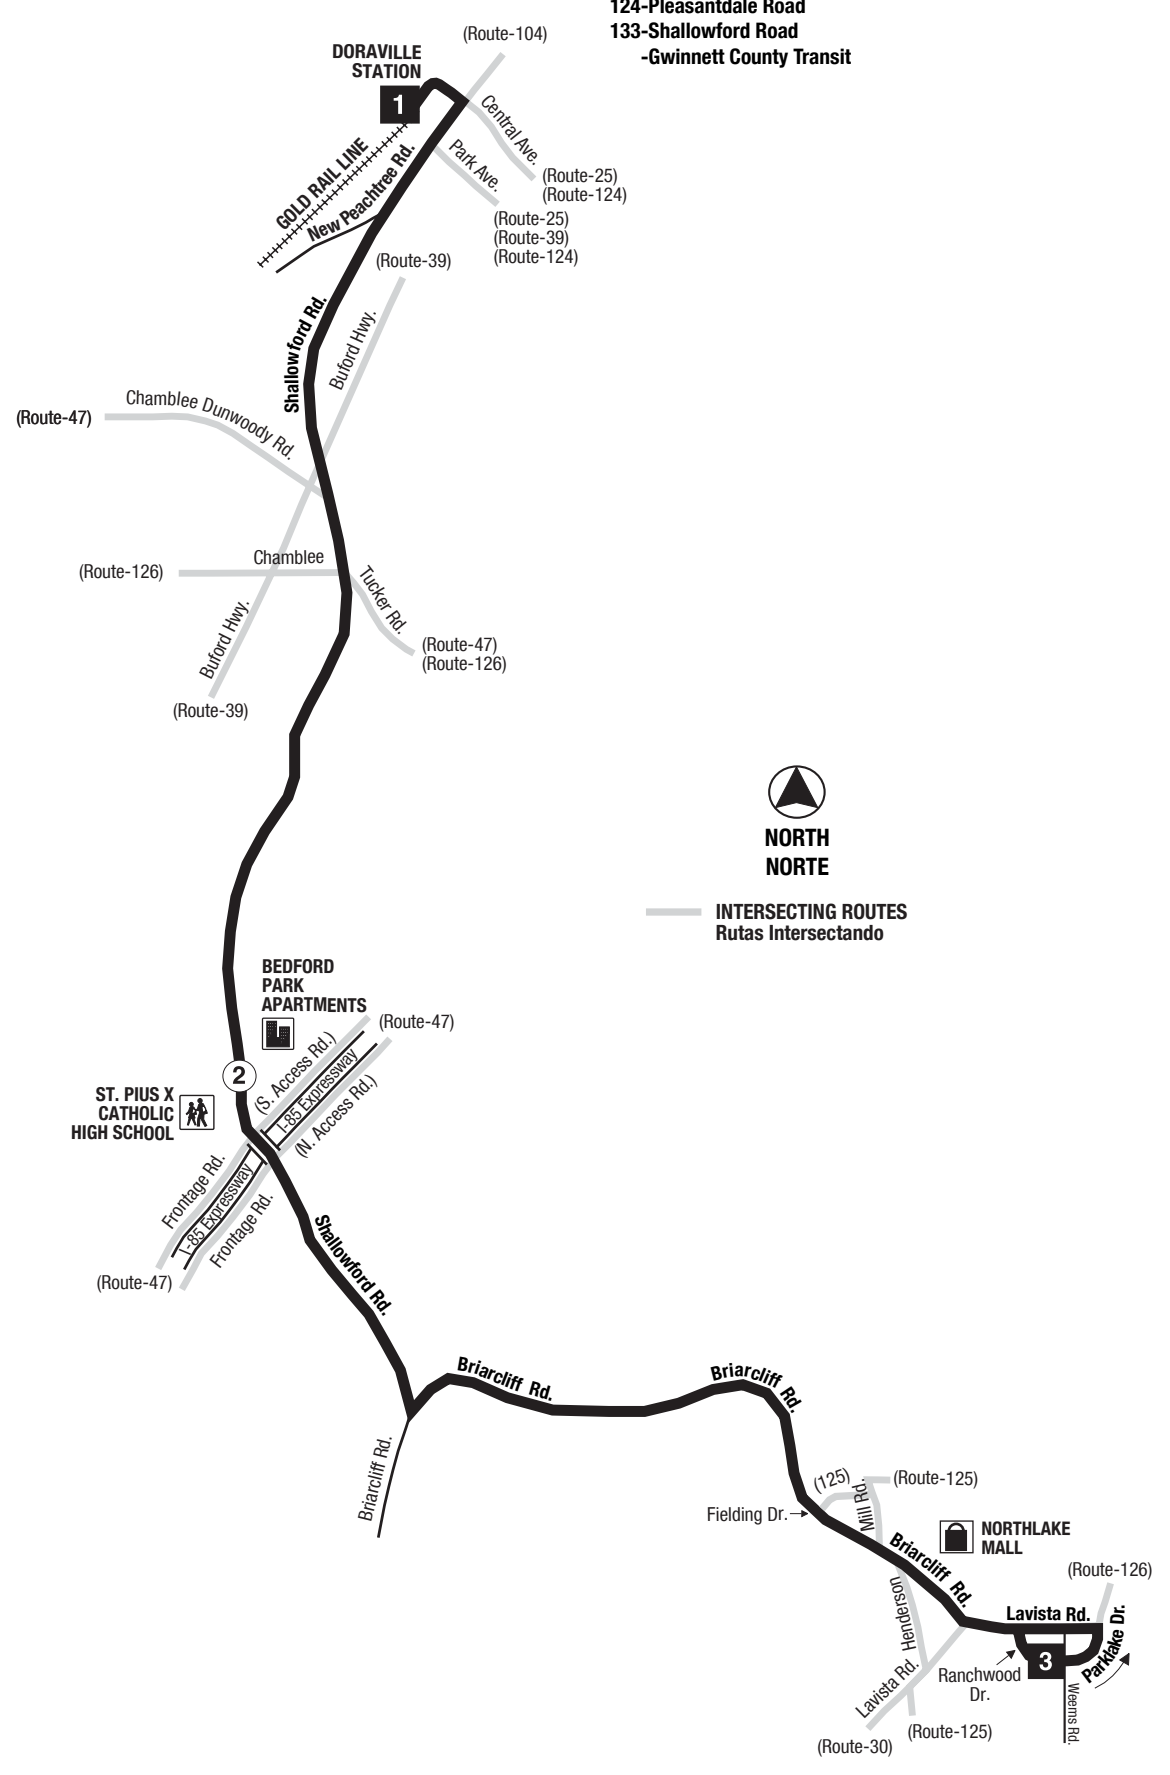 124-Pleasantdale Road
133-Shallowford Road
-Gwinnett County Transit
(Route-104)
DORAVILLE
STATION
1
Central Ave.
GOLD RAIL LINE
New Peachtree Rd.
Park Ave.
(Route-25)
(Route-124)
(Route-25)
(Route-39)
(Route-124)
(Route-39)
Shallowford Rd.
Buford Hwy.
Chamblee Dunwoody Rd.
(Route-47)
Chamblee
(Route-126)
Tucker Rd.
Buford Hwy.
(Route-47)
(Route-126)
(Route-39)
NORTH
NORTE
INTERSECTING ROUTES
Rutas Intersectando
BEDFORD
PARK
APARTMENTS
(Route-47)
(S. Access Rd.)
I-85 Expressway
(N. Access Rd.)
2
ST. PIUS X
CATHOLIC
HIGH SCHOOL
Frontage Rd.
I-85 Expressway
Frontage Rd.
(Route-47)
Shallowford Rd.
Briarcliff Rd.
Briarcliff Rd.
Briarcliff Rd.
(125)
Mill Rd.
(Route-125)
Fielding Dr.
NORTHLAKE
MALL
Briarcliff Rd.
(Route-126)
Henderson
Lavista Rd.
Parklake Dr.
3
Ranchwood
Dr.
Lavista Rd.
Weems Rd.
(Route-125)
(Route-30)